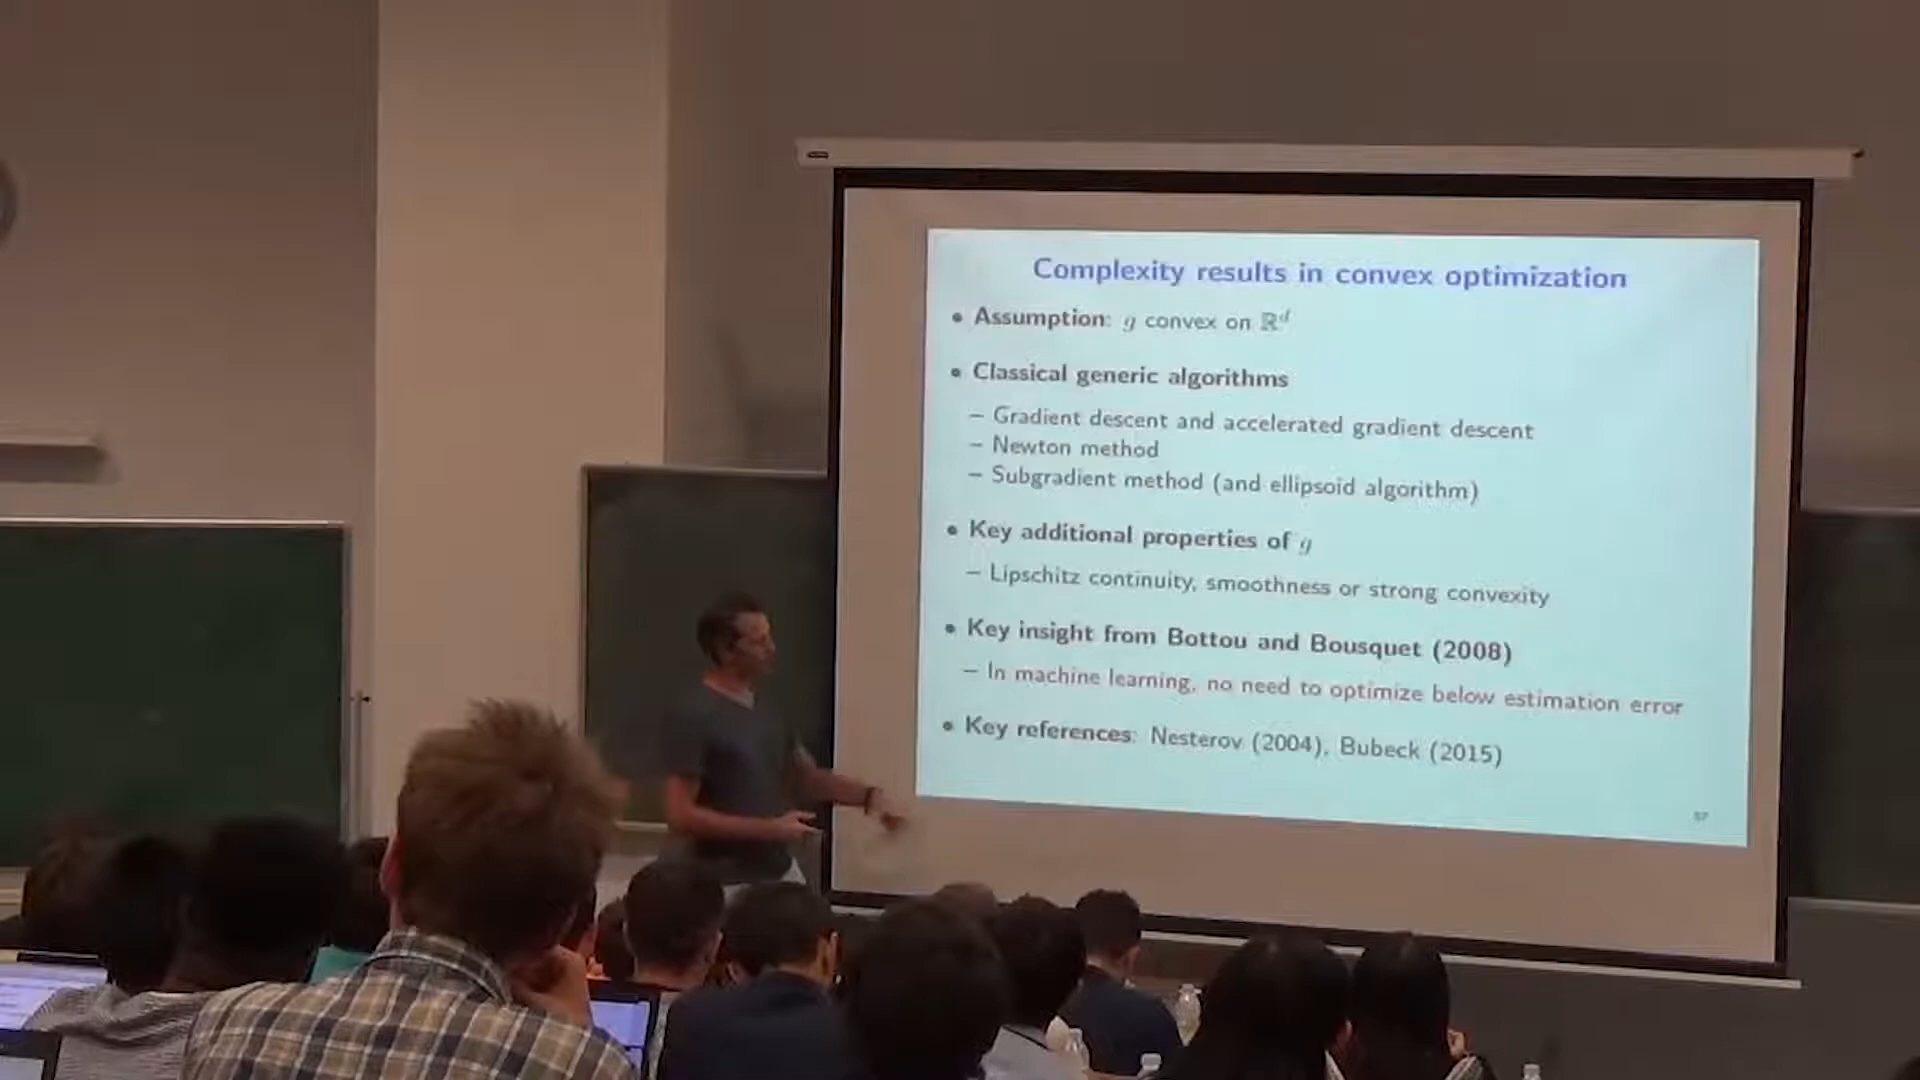 Complexity results in convex optimization
• Assumption: g convex on ℝᵈ
• Classical generic algorithms
– Gradient descent and accelerated gradient descent
– Newton method
– Subgradient method (and ellipsoid algorithm)
• Key additional properties of g
– Lipschitz continuity, smoothness or strong convexity
• Key insight from Bottou and Bousquet (2008)
– In machine learning, no need to optimize below estimation error
• Key references: Nesterov (2004), Bubeck (2015)
57